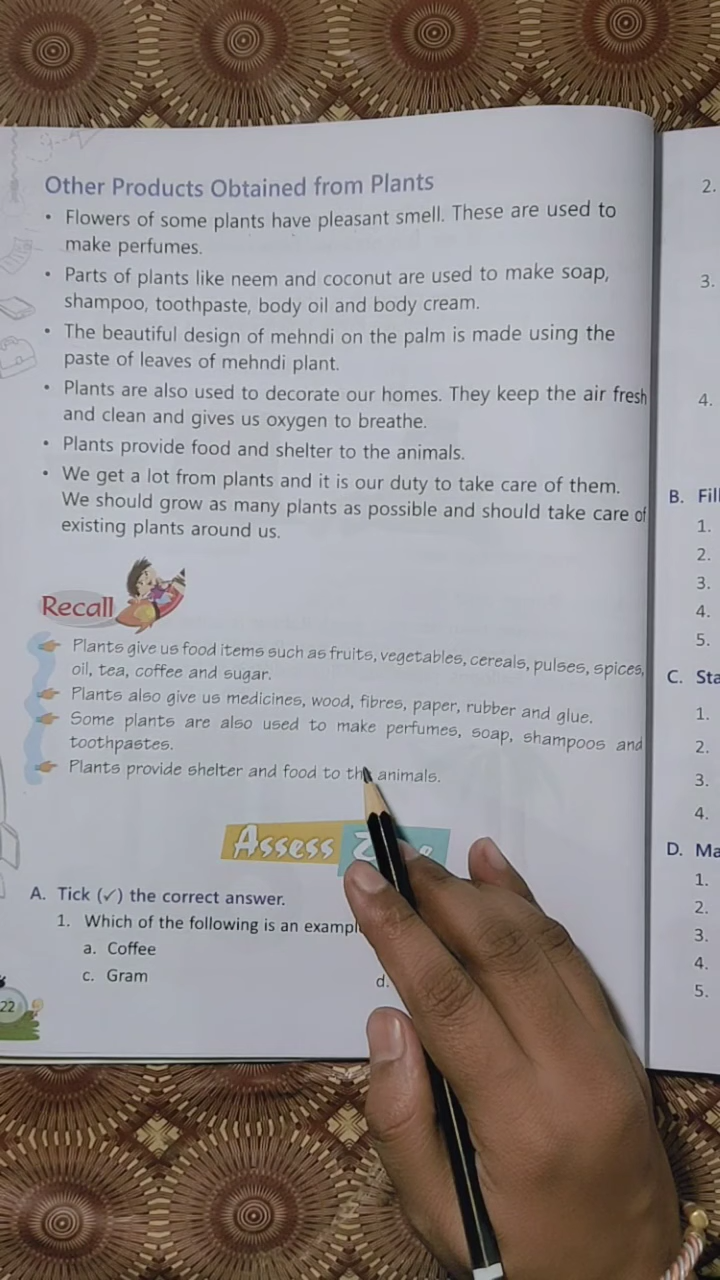 Other Products Obtained from Plants
• Flowers of some plants have pleasant smell. These are used to
make perfumes.
• Parts of plants like neem and coconut are used to make soap,
shampoo, toothpaste, body oil and body cream.
• The beautiful design of mehndi on the palm is made using the
paste of leaves of mehndi plant.
• Plants are also used to decorate our homes. They keep the air fresh
and clean and gives us oxygen to breathe.
• Plants provide food and shelter to the animals.
• We get a lot from plants and it is our duty to take care of them.
We should grow as many plants as possible and should take care of
existing plants around us.
Recall
Plants give us food items such as fruits, vegetables, cereals, pulses, spices,
oil, tea, coffee and sugar.
Plants also give us medicines, wood, fibres, paper, rubber and glue.
Some plants are also used to make perfumes, soap, shampoos and
toothpastes.
Plants provide shelter and food to the animals.
Assess
A. Tick (✓) the correct answer.
1. Which of the following is an
a. Coffee
c. Gram
d.
22
2.
3.
4.
B.
1.
2.
3.
4.
5.
C.
1.
2.
3.
4.
D.
1.
2.
3.
4.
5.